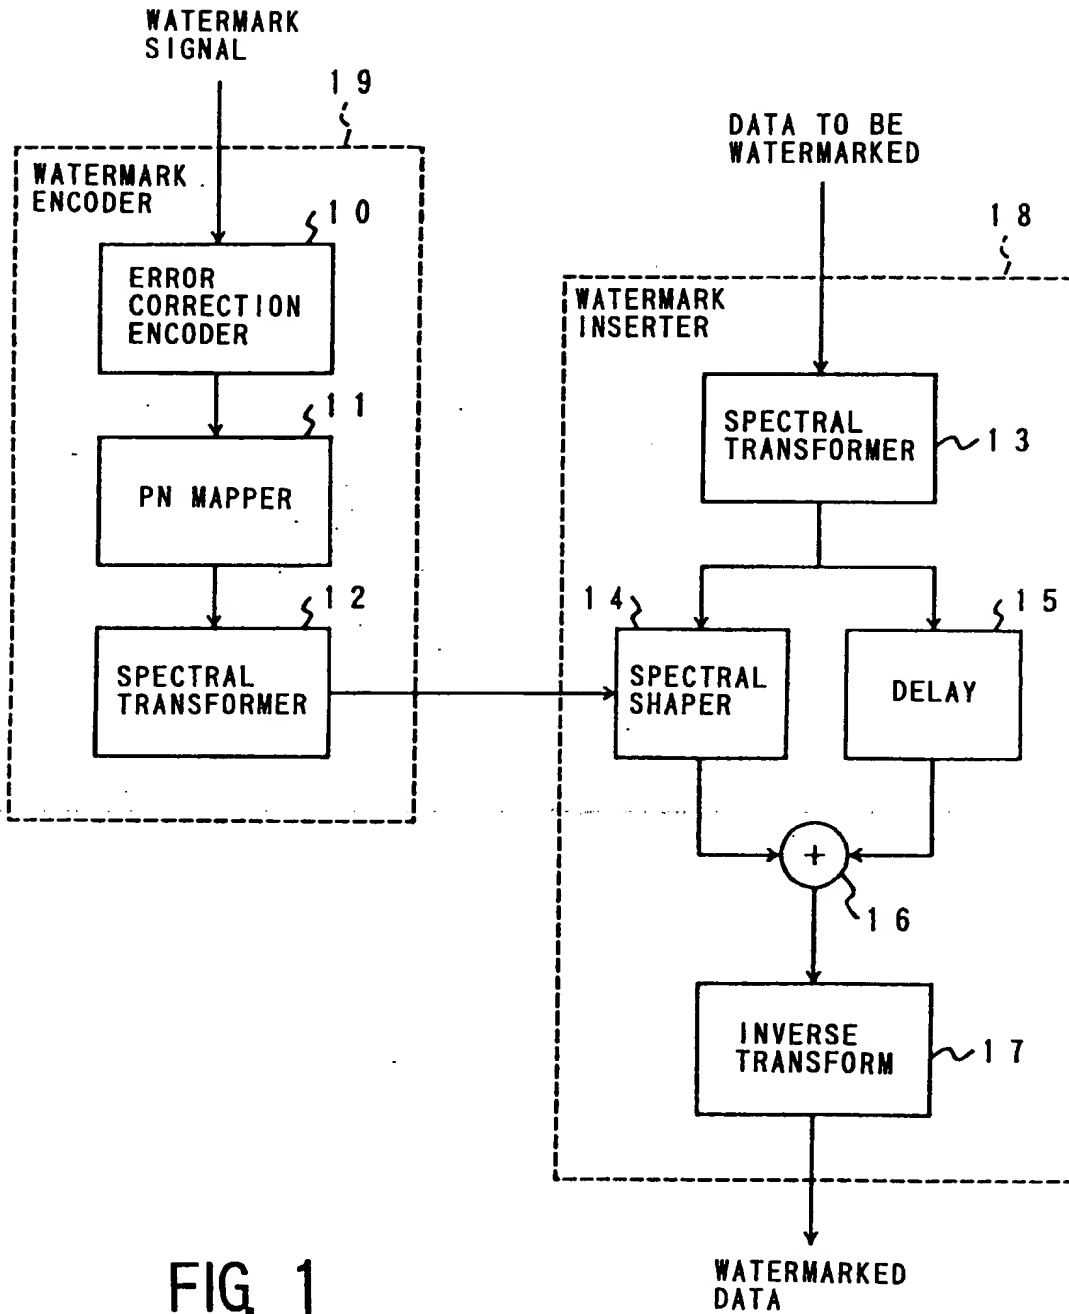 WATERMARK
SIGNAL
19
WATERMARK
ENCODER
10
ERROR
CORRECTION
ENCODER
11
PN MAPPER
12
SPECTRAL
TRANSFORMER
DATA TO BE
WATERMARKED
18
WATERMARK
INSERTER
SPECTRAL
TRANSFORMER
13
14
SPECTRAL
SHAPER
15
DELAY
+
16
INVERSE
TRANSFORM
17
WATERMARKED
DATA
FIG. 1